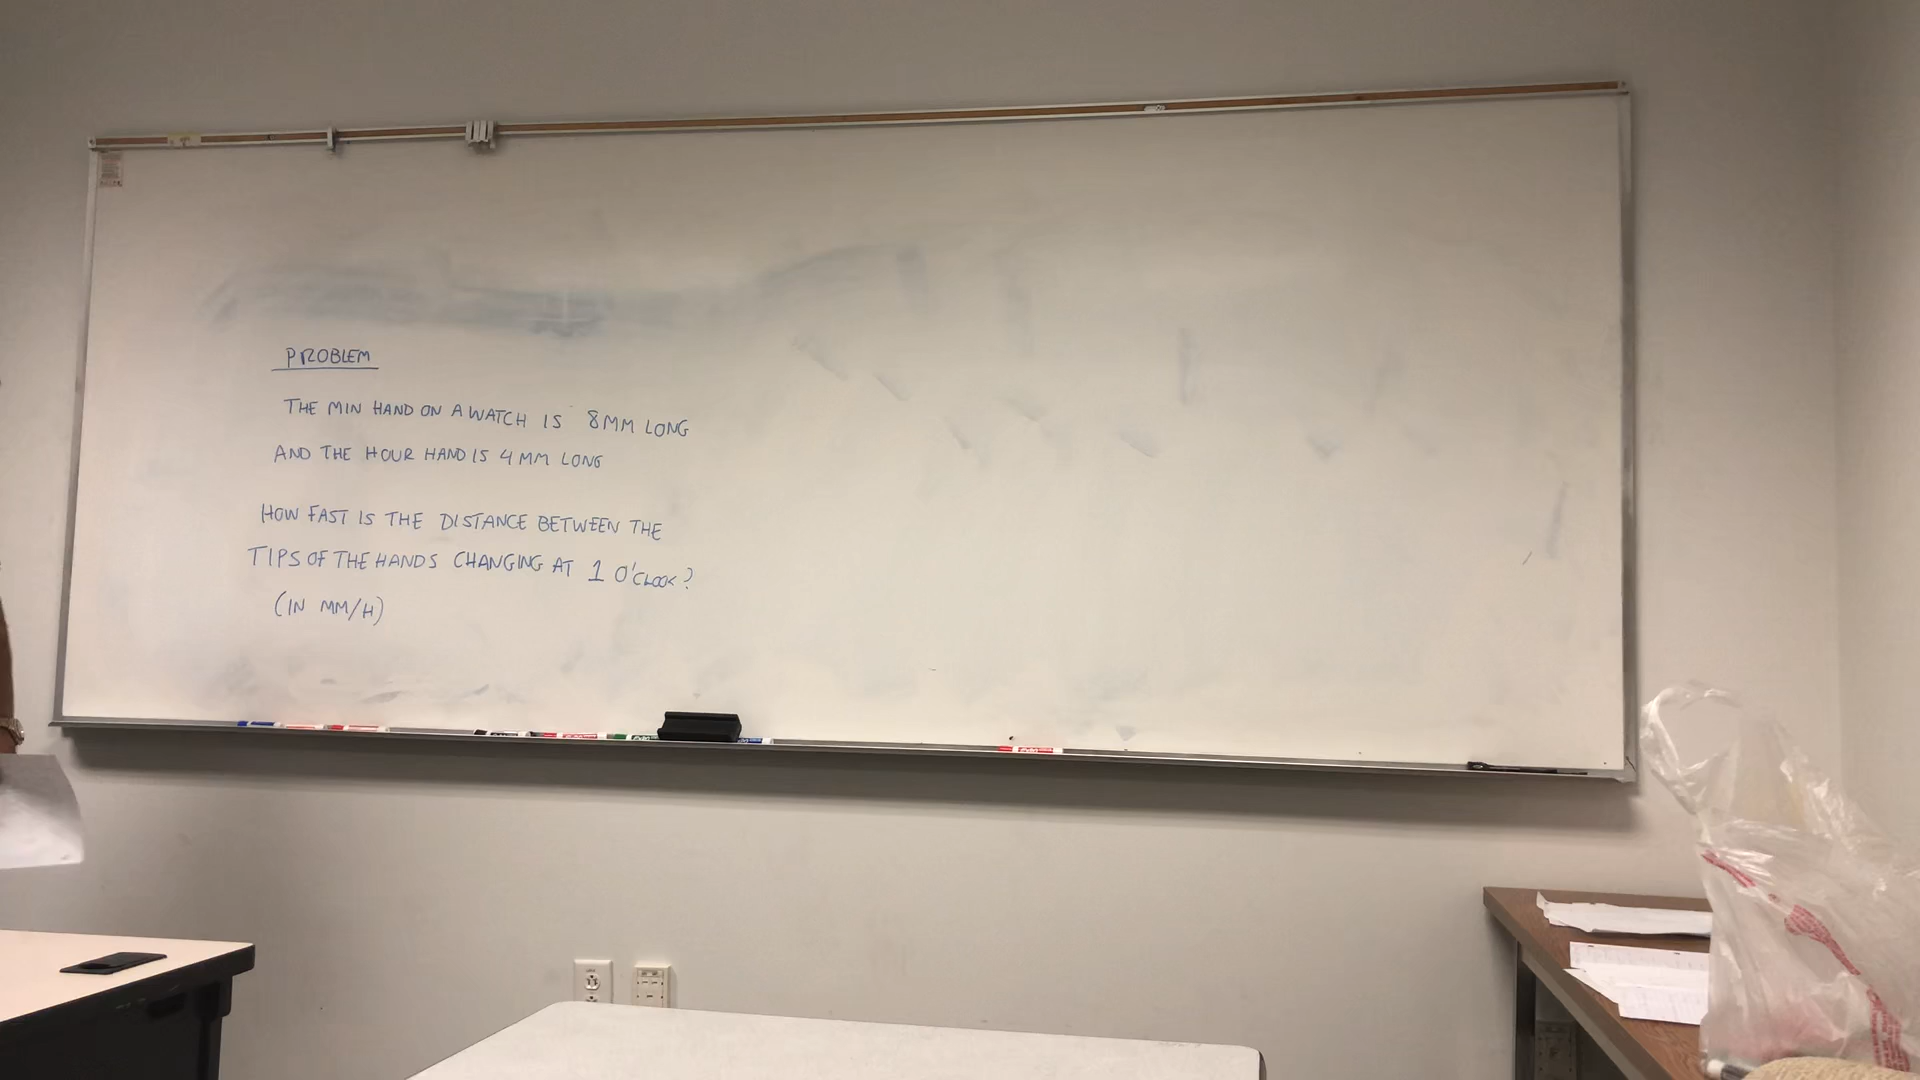 PROBLEM
THE MIN HAND ON A WATCH IS 8MM LONG
AND THE HOUR HAND IS 4MM LONG
HOW FAST IS THE DISTANCE BETWEEN THE
TIPS OF THE HANDS CHANGING AT 1 O'CLOCK?
(IN MM/H)